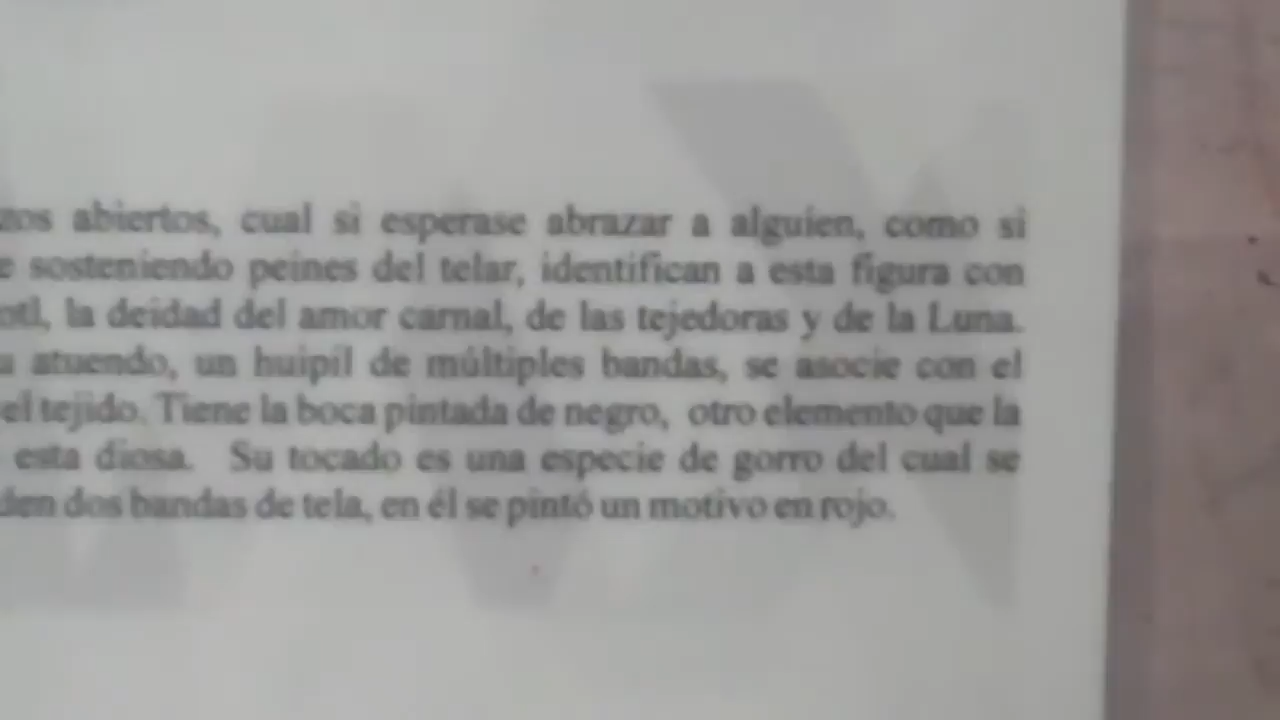 abiertos, cual si esperase abrazar a alguien, como si
sosteniendo peines del telar, identifican a esta figura con
la deidad del amor carnal, de las tejedoras y de la Luna.
atuendo, un huipil de múltiples bandas, se asocie con el
el tejido. Tiene la boca pintada de negro, otro elemento que la
esta diosa. Su tocado es una especie de gorro del cual se
dos bandas de tela, en él se pintó un motivo en rojo.